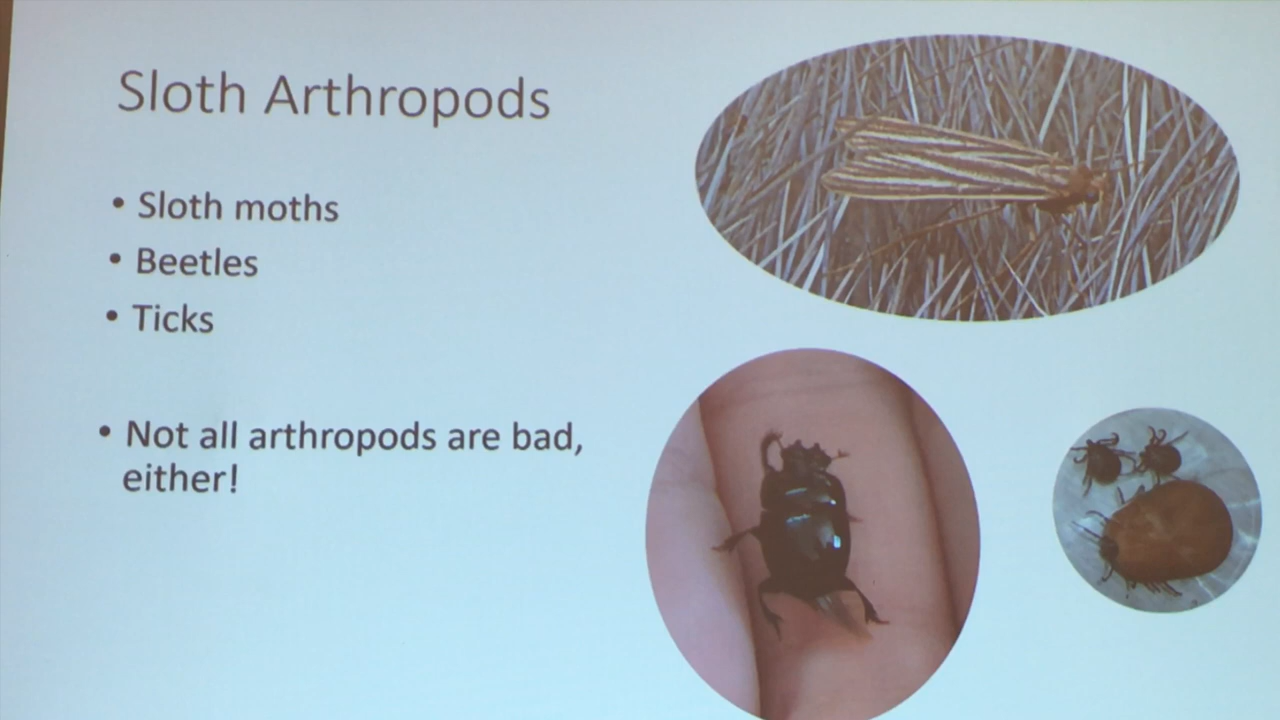 Sloth Arthropods
• Sloth moths
• Beetles
• Ticks
• Not all arthropods are bad,
either!